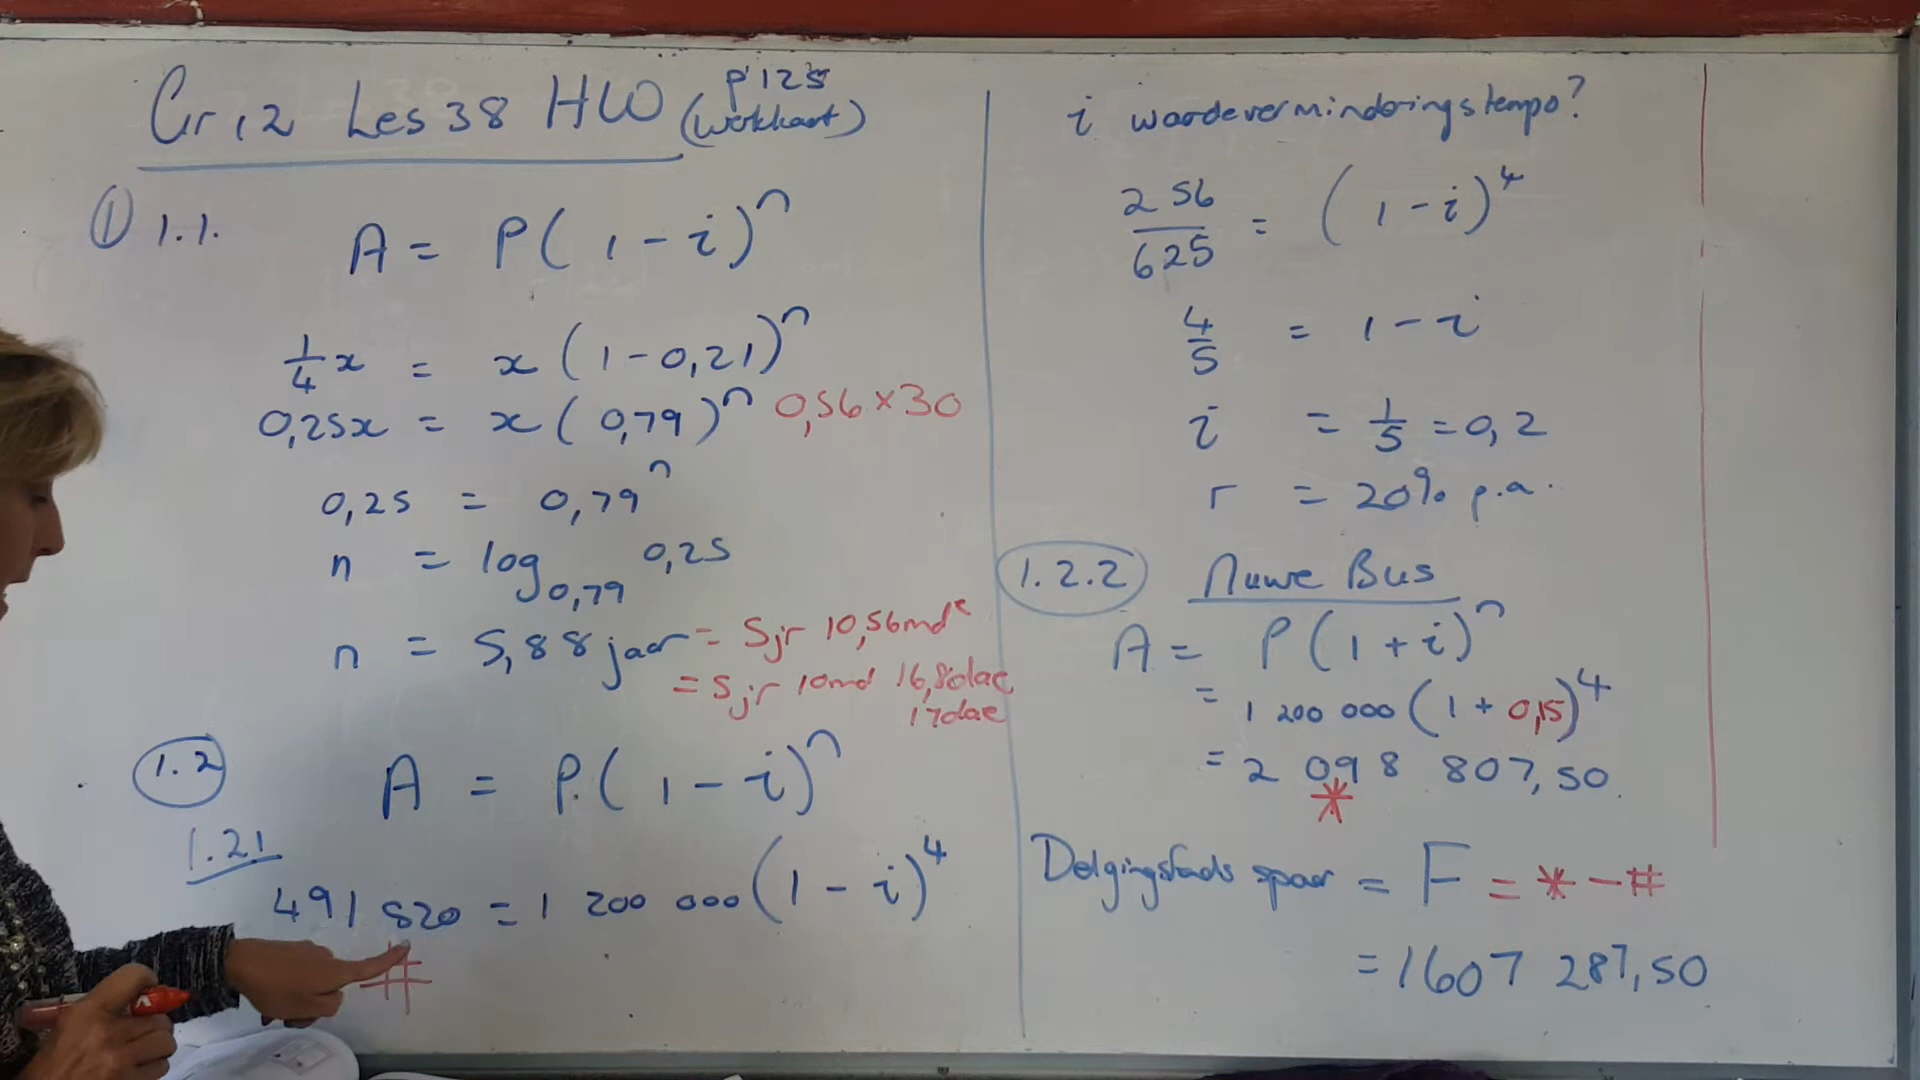 Gr 12 Les 38 HW (p125 werkkaart)
① 1.1. A = P(1 - i)^n
1/4 x = x(1 - 0,21)^n
0,25x = x(0,79)^n 0,56 × 30
0,25 = 0,79^n
n = log_0,79 0,25
n = 5,88 jaar = 5jr 10,56mde
= 5jr 10md 16,8dae
17dae
1.2 A = P(1 - i)^n
1.21
491 520 = 1 200 000(1 - i)^4
#
i waardeverminderingstempo?
256/625 = (1 - i)^4
4/5 = 1 - i
i = 1/5 = 0,2
r = 20% p.a.
1.2.2 Nuwe Bus
A = P(1 + i)^n
= 1 200 000(1 + 0,15)^4
= 2 098 807,50
*
Delgingsfonds spaar = F = * - #
= 1607 287,50